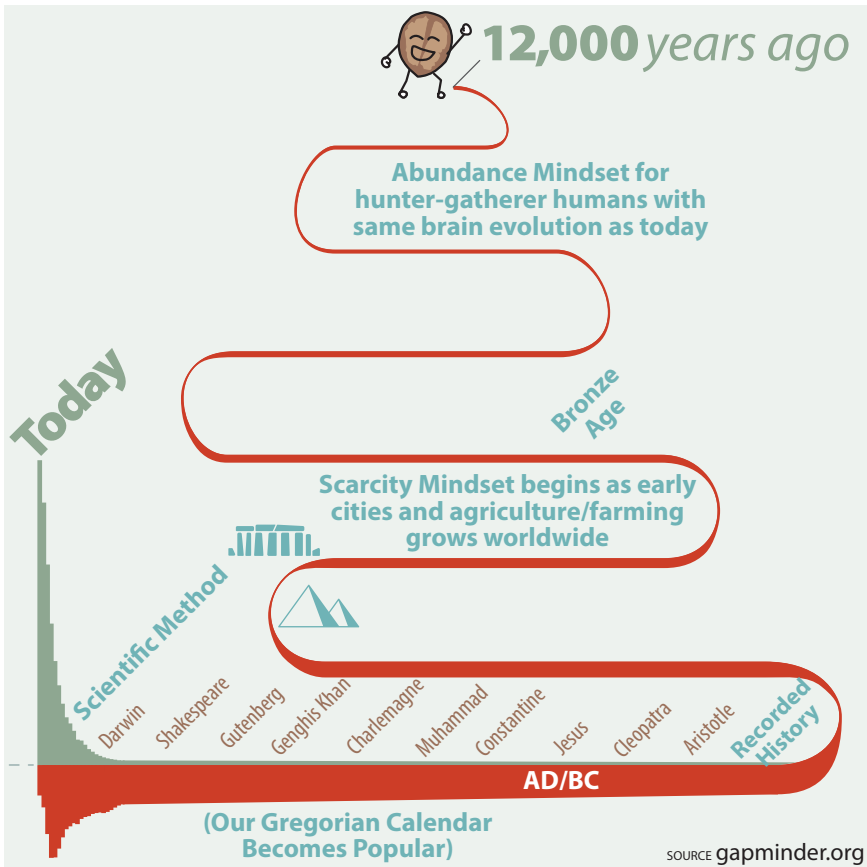 12,000 years ago
Abundance Mindset for
hunter-gatherer humans with
same brain evolution as today
Today
Bronze
Age
Scarcity Mindset begins as early
cities and agriculture/farming
grows worldwide
Scientific Method
Darwin
Shakespeare
Gutenberg
Genghis Khan
Charlemagne
Muhammad
Constantine
Jesus
Cleopatra
Aristotle
Recorded
History
AD/BC
(Our Gregorian Calendar
Becomes Popular)
SOURCE gapminder.org